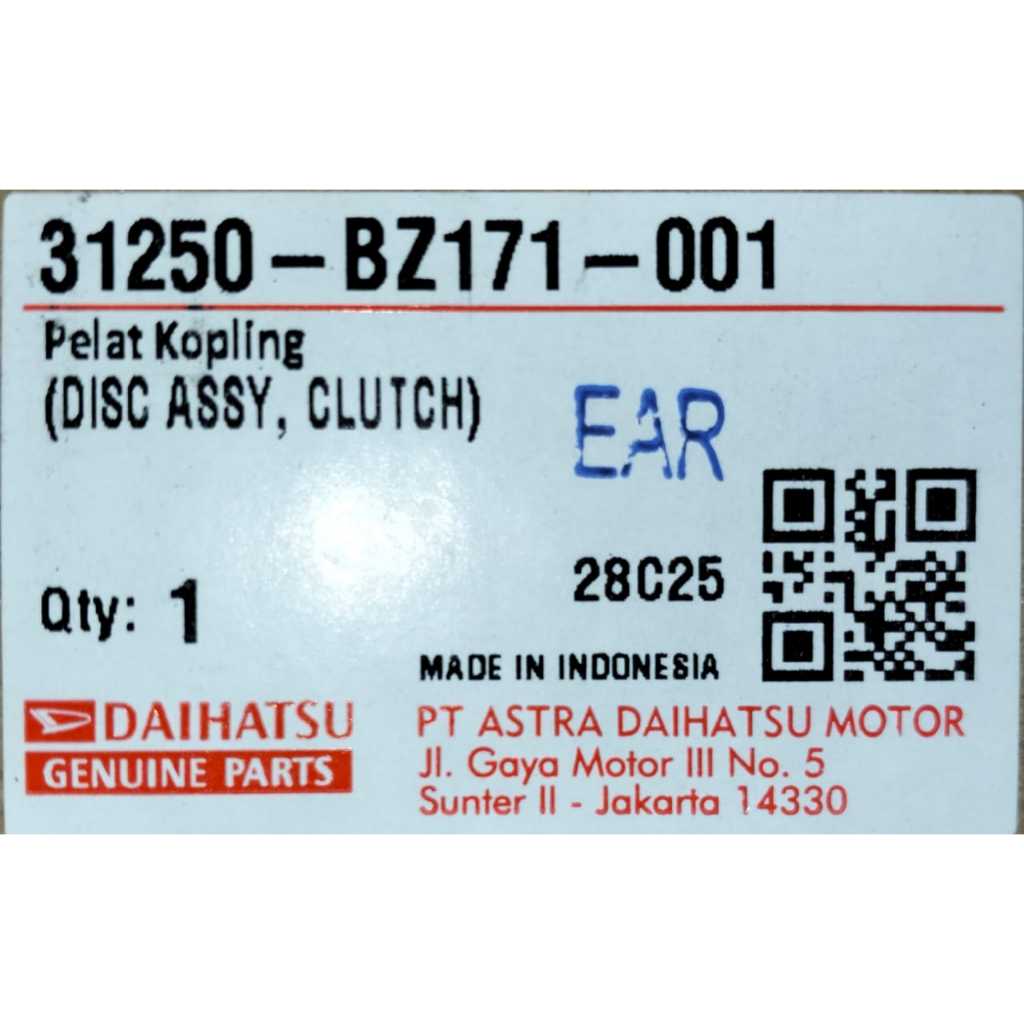 31250-BZ171-001
Pelat Kopling
(DISC ASSY, CLUTCH)
EAR
28C25
Qty: 1
MADE IN INDONESIA
DAIHATSU
GENUINE PARTS
PT ASTRA DAIHATSU MOTOR
Jl. Gaya Motor III No. 5
Sunter II - Jakarta 14330